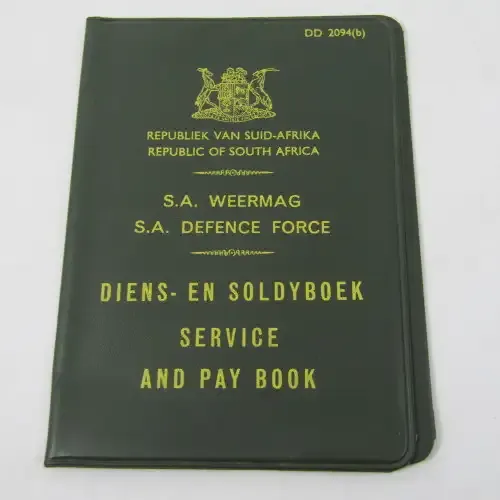 DD 2094(b)
REPUBLIEK VAN SUID-AFRIKA
REPUBLIC OF SOUTH AFRICA
S.A. WEERMAG
S.A. DEFENCE FORCE
DIENS- EN SOLDYBOEK
SERVICE
AND PAY BOOK